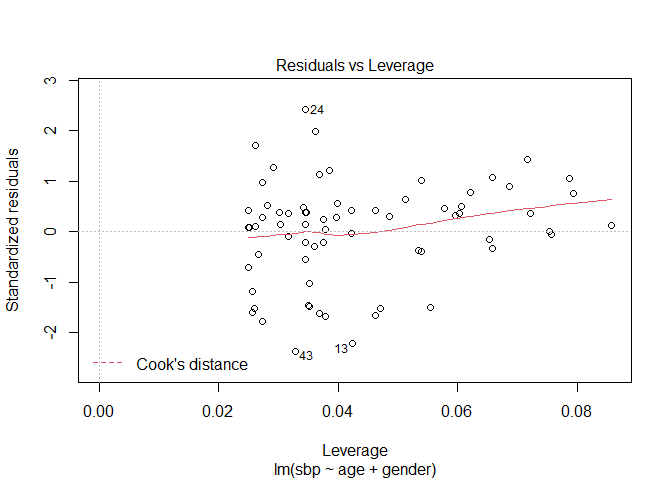 Residuals vs Leverage
Standardized residuals
3
2
1
0
-1
-2
24
43
13
Cook's distance
0.00 0.02 0.04 0.06 0.08
Leverage
lm(sbp ~ age + gender)